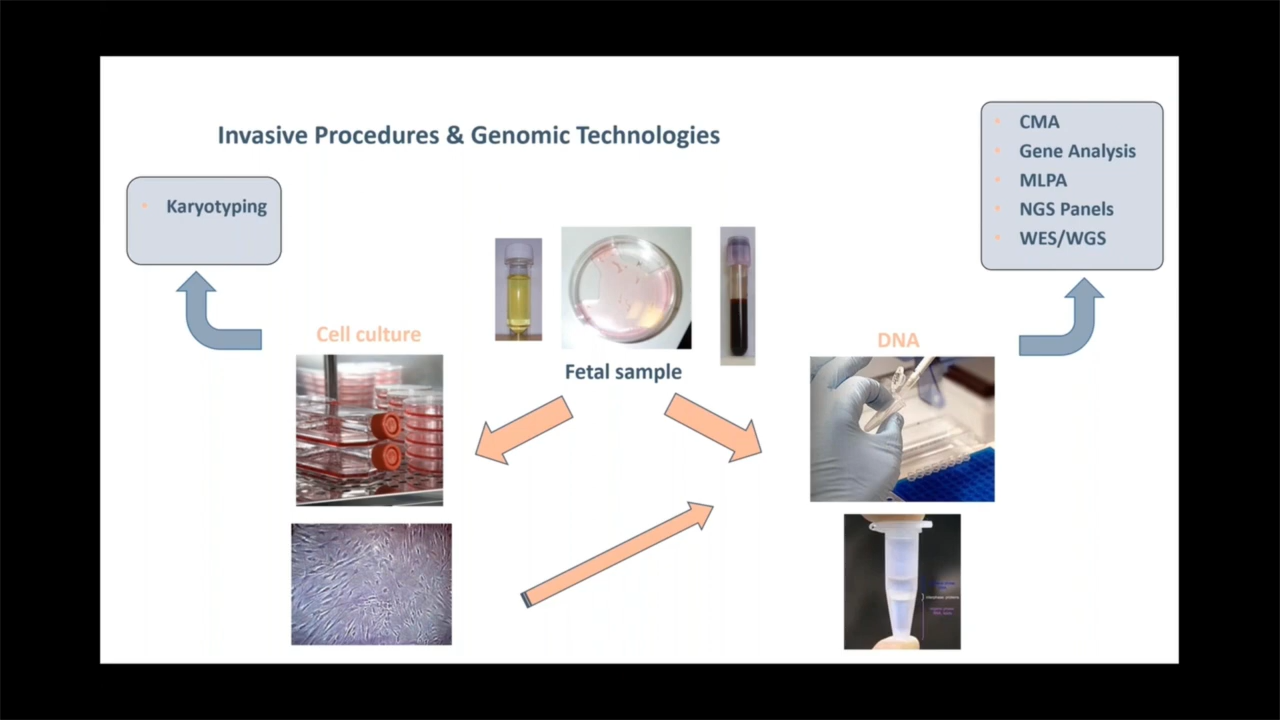 Invasive Procedures & Genomic Technologies
Karyotyping
CMA
Gene Analysis
MLPA
NGS Panels
WES/WGS
Cell culture
Fetal sample
DNA